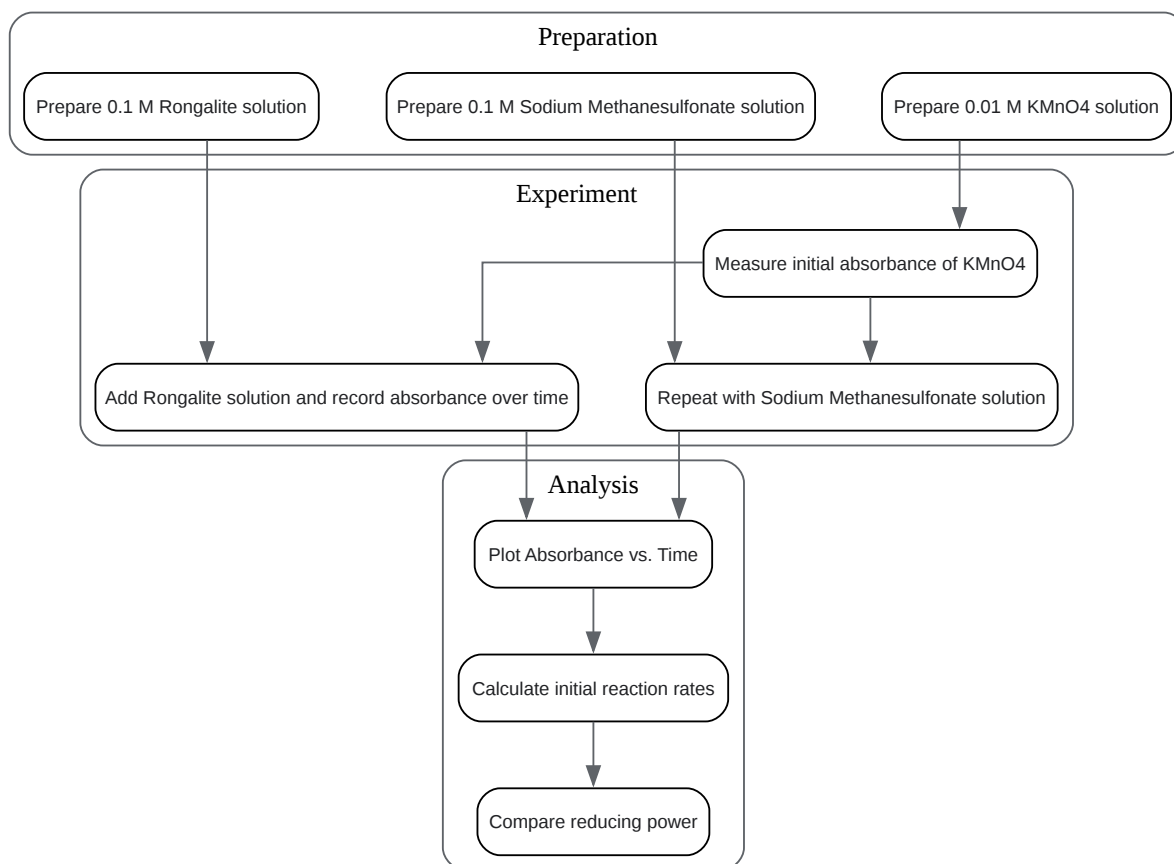 Preparation
Prepare 0.1 M Rongalite solution
Prepare 0.1 M Sodium Methanesulfonate solution
Prepare 0.01 M KMnO4 solution
Experiment
Measure initial absorbance of KMnO4
Add Rongalite solution and record absorbance over time
Repeat with Sodium Methanesulfonate solution
Analysis
Plot Absorbance vs. Time
Calculate initial reaction rates
Compare reducing power